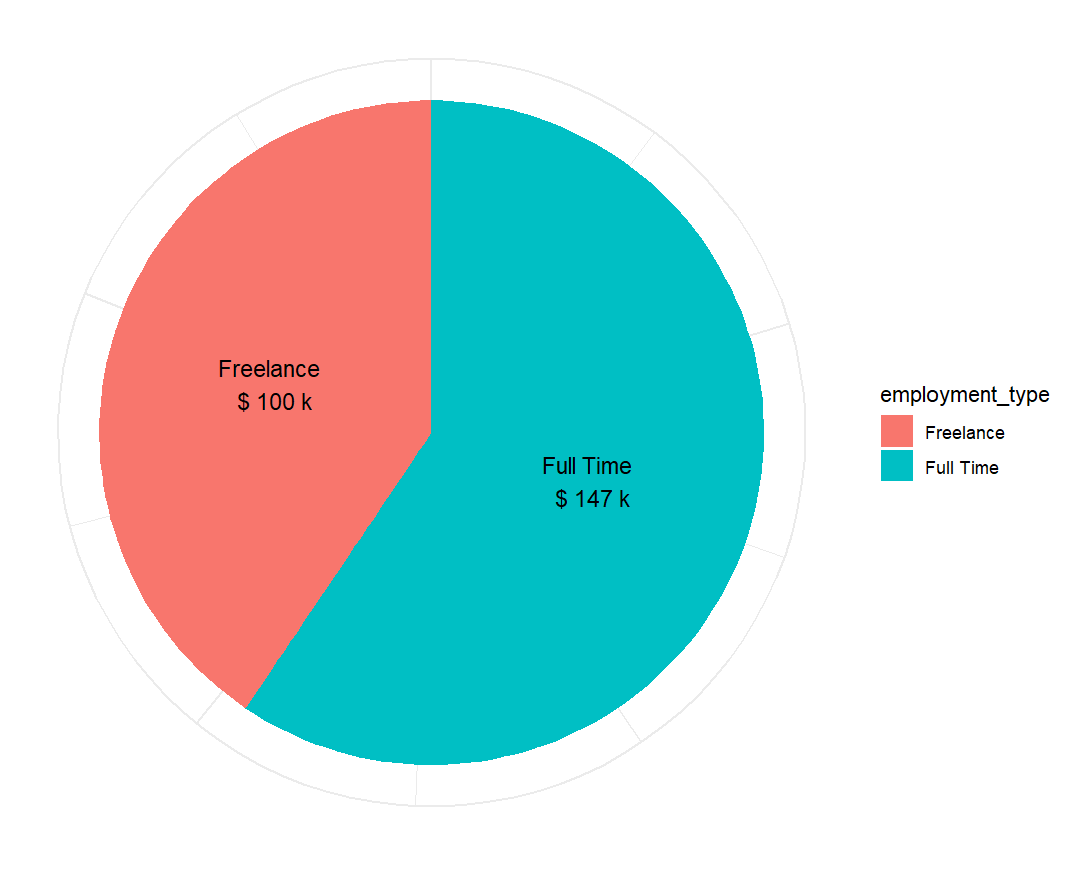 Freelance
$ 100 k
Full Time
$ 147 k
employment_type
Freelance
Full Time